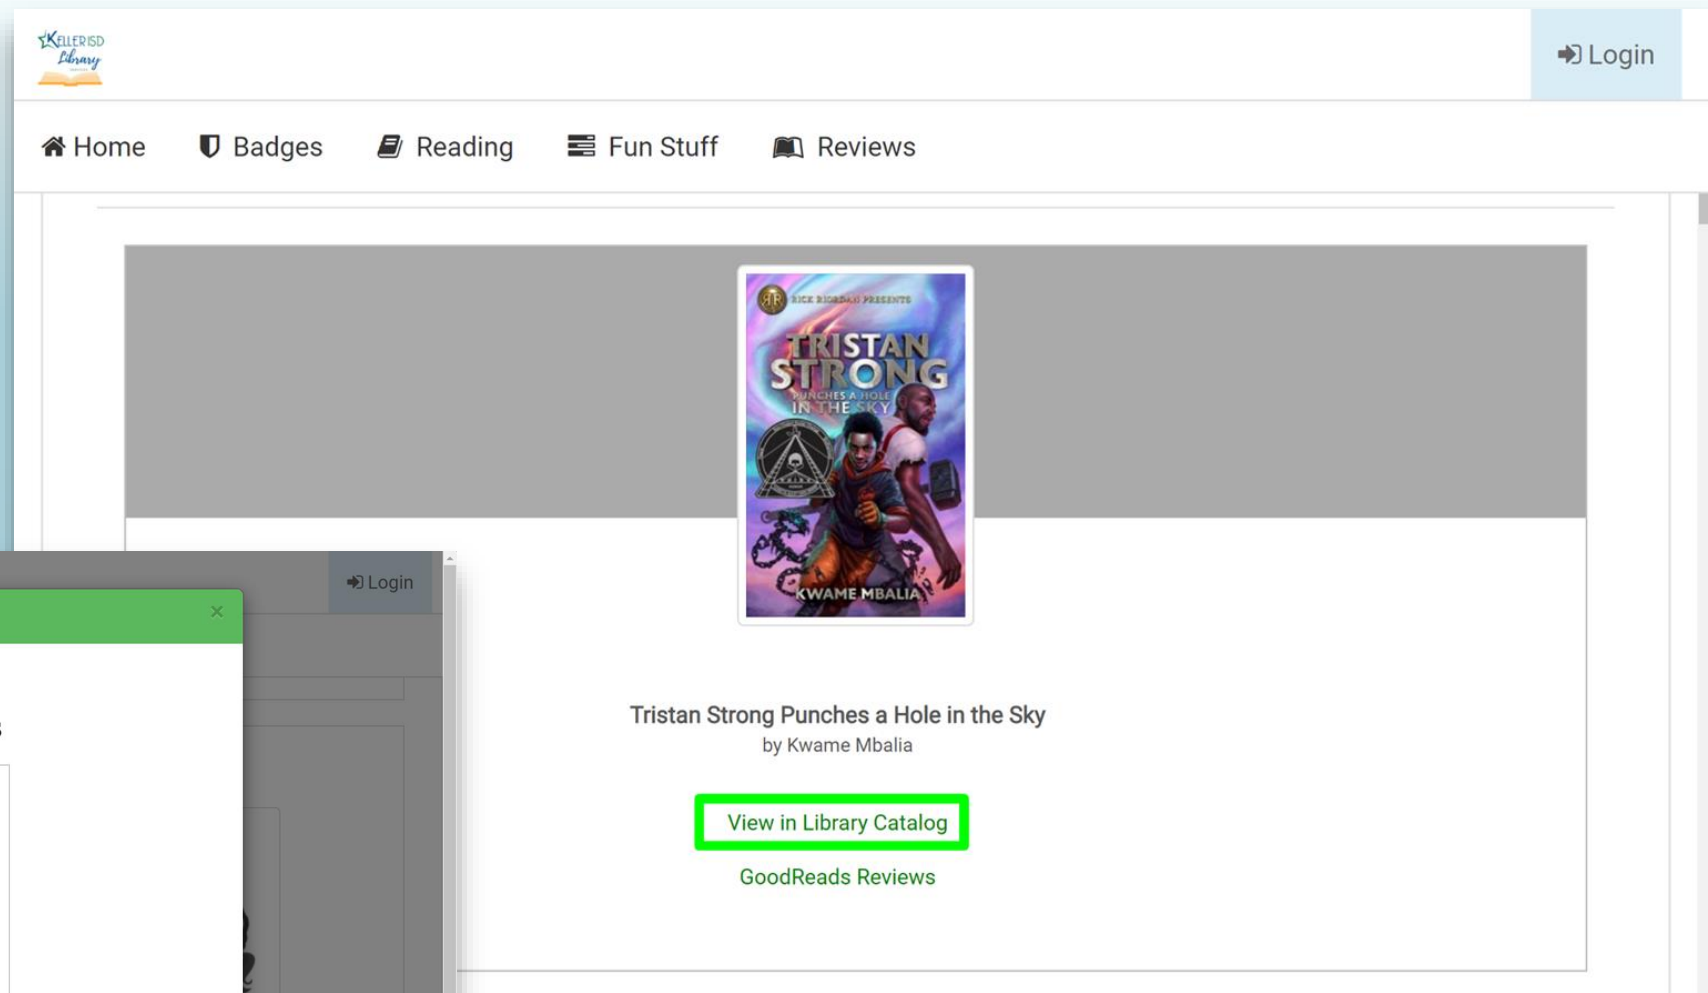 KELLER ISD
Library
Login
Home Badges Reading Fun Stuff Reviews
RICK RIORDAN PRESENTS
TRISTAN
STRONG
PUNCHES A HOLE
IN THE SKY
KWAME MBALIA
Tristan Strong Punches a Hole in the Sky
by Kwame Mbalia
View in Library Catalog
GoodReads Reviews
Login
×
s